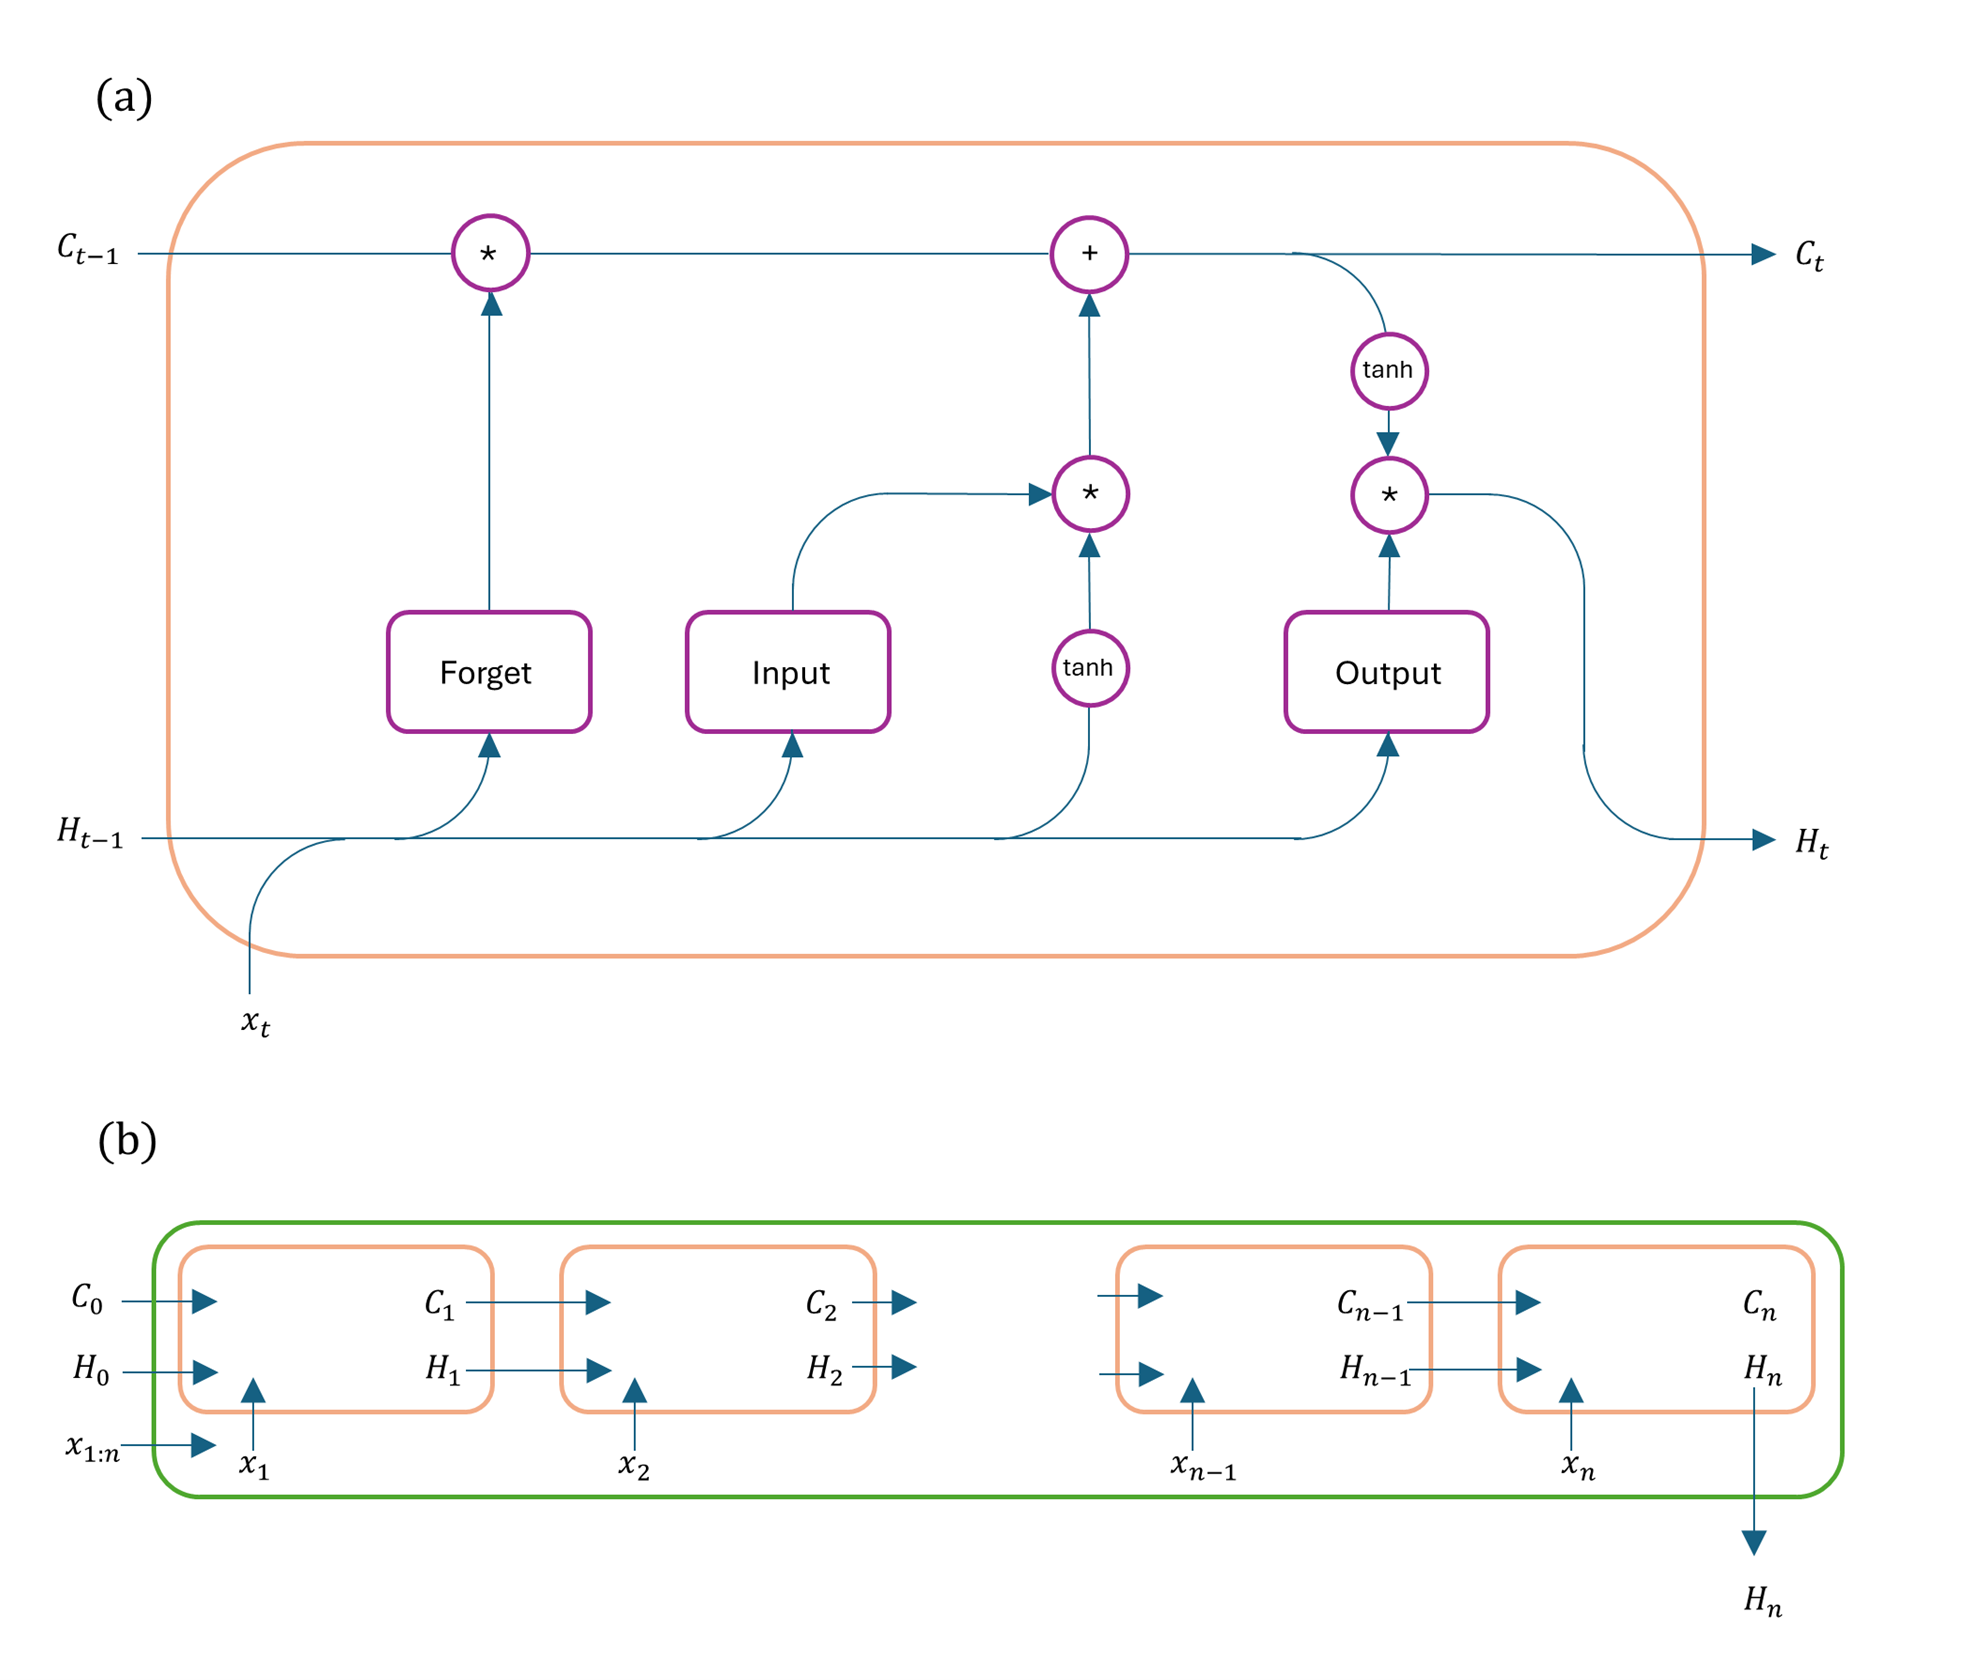 (a)
C_{t−1} * + C_t
tanh
* *
Forget Input tanh Output
H_{t−1} H_t
x_t
(b)
C_0 C_1 C_2 C_{n−1} C_n
H_0 H_1 H_2 H_{n−1} H_n
x_{1:n} x_1 x_2 x_{n−1} x_n
H_n